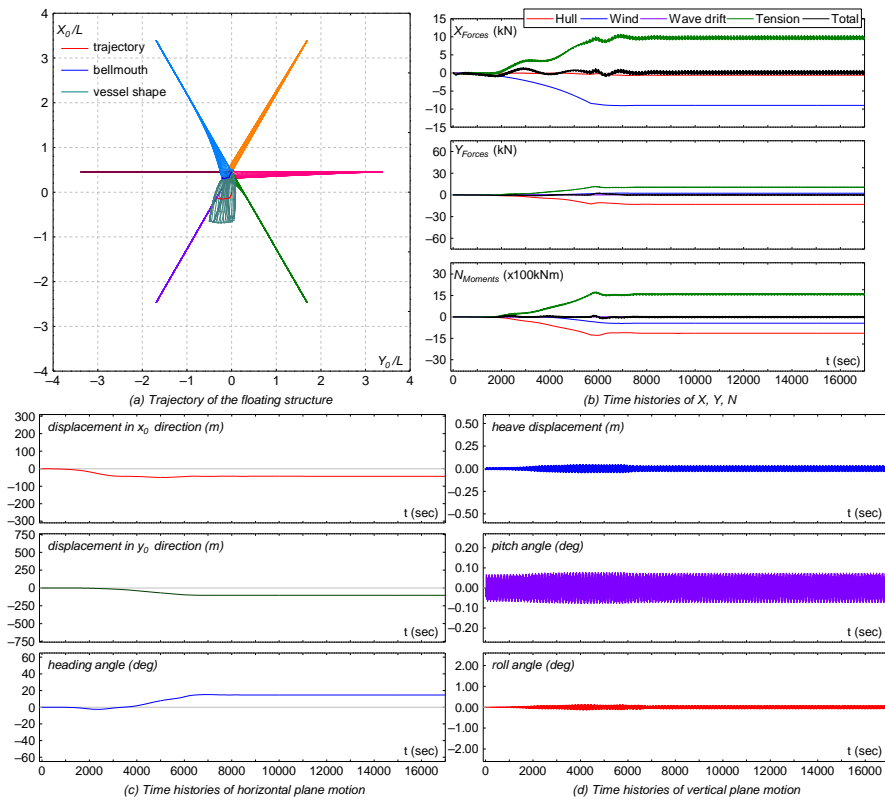 X0/L
trajectory
bellmouth
vessel shape
4
3
2
1
0
−1
−2
−3
−4
Y0/L
−4 −3 −2 −1 0 1 2 3 4
(a) Trajectory of the floating structure
Hull Wind Wave drift Tension Total
XForces (kN)
15
10
5
0
−5
−10
−15
YForces (kN)
60
30
0
−30
−60
NMoments (x100kNm)
30
15
0
−15
−30
t (sec)
0 2000 4000 6000 8000 10000 12000 14000 16000
(b) Time histories of X, Y, N
displacement in x0 direction (m)
300
200
100
0
−100
−200
−300
t (sec)
displacement in y0 direction (m)
750
500
250
0
−250
−500
−750
t (sec)
heading angle (deg)
60
40
20
0
−20
−40
−60
t (sec)
0 2000 4000 6000 8000 10000 12000 14000 16000
(c) Time histories of horizontal plane motion
heave displacement (m)
0.50
0.25
0.00
−0.25
−0.50
t (sec)
pitch angle (deg)
0.20
0.10
0.00
−0.10
−0.20
t (sec)
roll angle (deg)
2.00
1.00
0.00
−1.00
−2.00
t (sec)
0 2000 4000 6000 8000 10000 12000 14000 16000
(d) Time histories of vertical plane motion